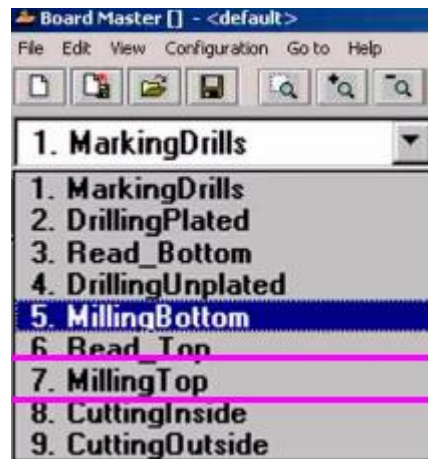 Board Master [] - <default>
File Edit View Configuration Go to Help
1. MarkingDrills
1. MarkingDrills
2. DrillingPlated
3. Read_Bottom
4. DrillingUnplated
5. MillingBottom
6. Read_Top
7. MillingTop
8. CuttingInside
9. CuttingOutside